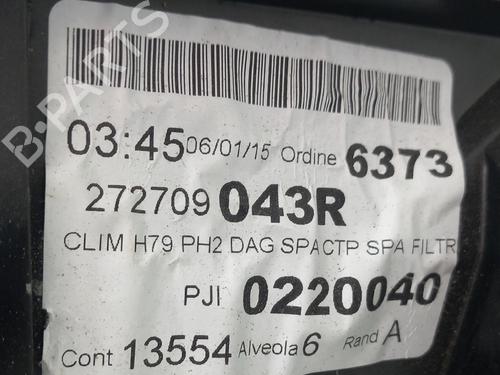 B-PARTS
03:45 06/01/15 Ordine 6373
272709 043R
CLIM H79 PH2 DAG SPACTP SPA FILTR
PJI 0220040
Cont 13554 Alveola 6 Rand A